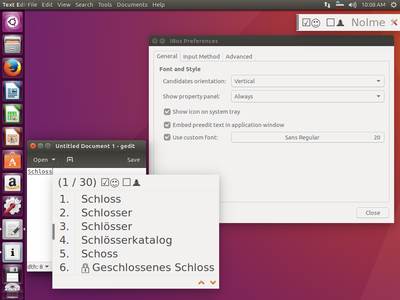 Text Ed File Edit View Search Tools Documents Help 10:08 AM
Nolme
IBus Preferences
General Input Method Advanced
Font and Style
Candidates orientation: Vertical
Show property panel: Always
Show icon on system tray
Embed preedit text in application window
Use custom font: Sans Regular 20
Close
Untitled Document 1 - gedit
Open Save
Schloss
(1 / 30)
1. Schloss
2. Schlosser
3. Schlösser
4. Schlösserkatalog
5. Schoss
6. 🔒Geschlossenes Schloss
dth: 8